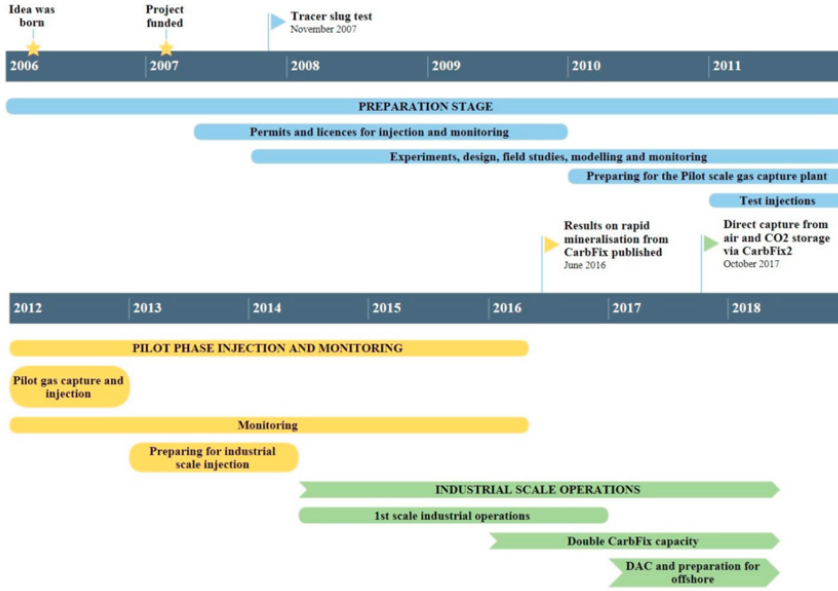 Idea was
born
Project
funded
Tracer slug test
November 2007
2006 2007 2008 2009 2010 2011
PREPARATION STAGE
Permits and licences for injection and monitoring
Experiments, design, field studies, modelling and monitoring
Preparing for the Pilot scale gas capture plant
Test injections
Results on rapid
mineralisation from
CarbFix published
June 2016
Direct capture from
air and CO2 storage
via CarbFix2
October 2017
2012 2013 2014 2015 2016 2017 2018
PILOT PHASE INJECTION AND MONITORING
Pilot gas capture and
injection
Monitoring
Preparing for industrial
scale injection
INDUSTRIAL SCALE OPERATIONS
1st scale industrial operations
Double CarbFix capacity
DAC and preparation for
offshore